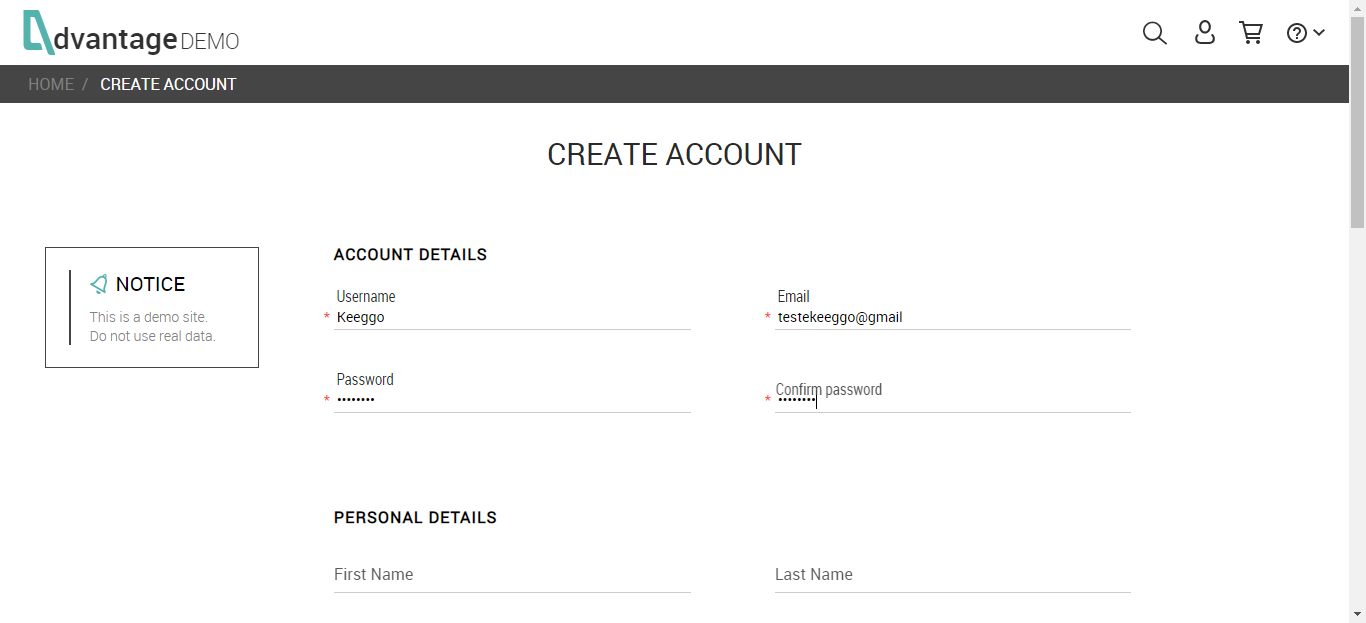 dvantage DEMO
HOME / CREATE ACCOUNT
CREATE ACCOUNT
NOTICE
This is a demo site.
Do not use real data.
ACCOUNT DETAILS
Username
* Keeggo
Email
* testekeeggo@gmail
Password
* ••••••••
Confirm password
* ••••••••
PERSONAL DETAILS
First Name
Last Name